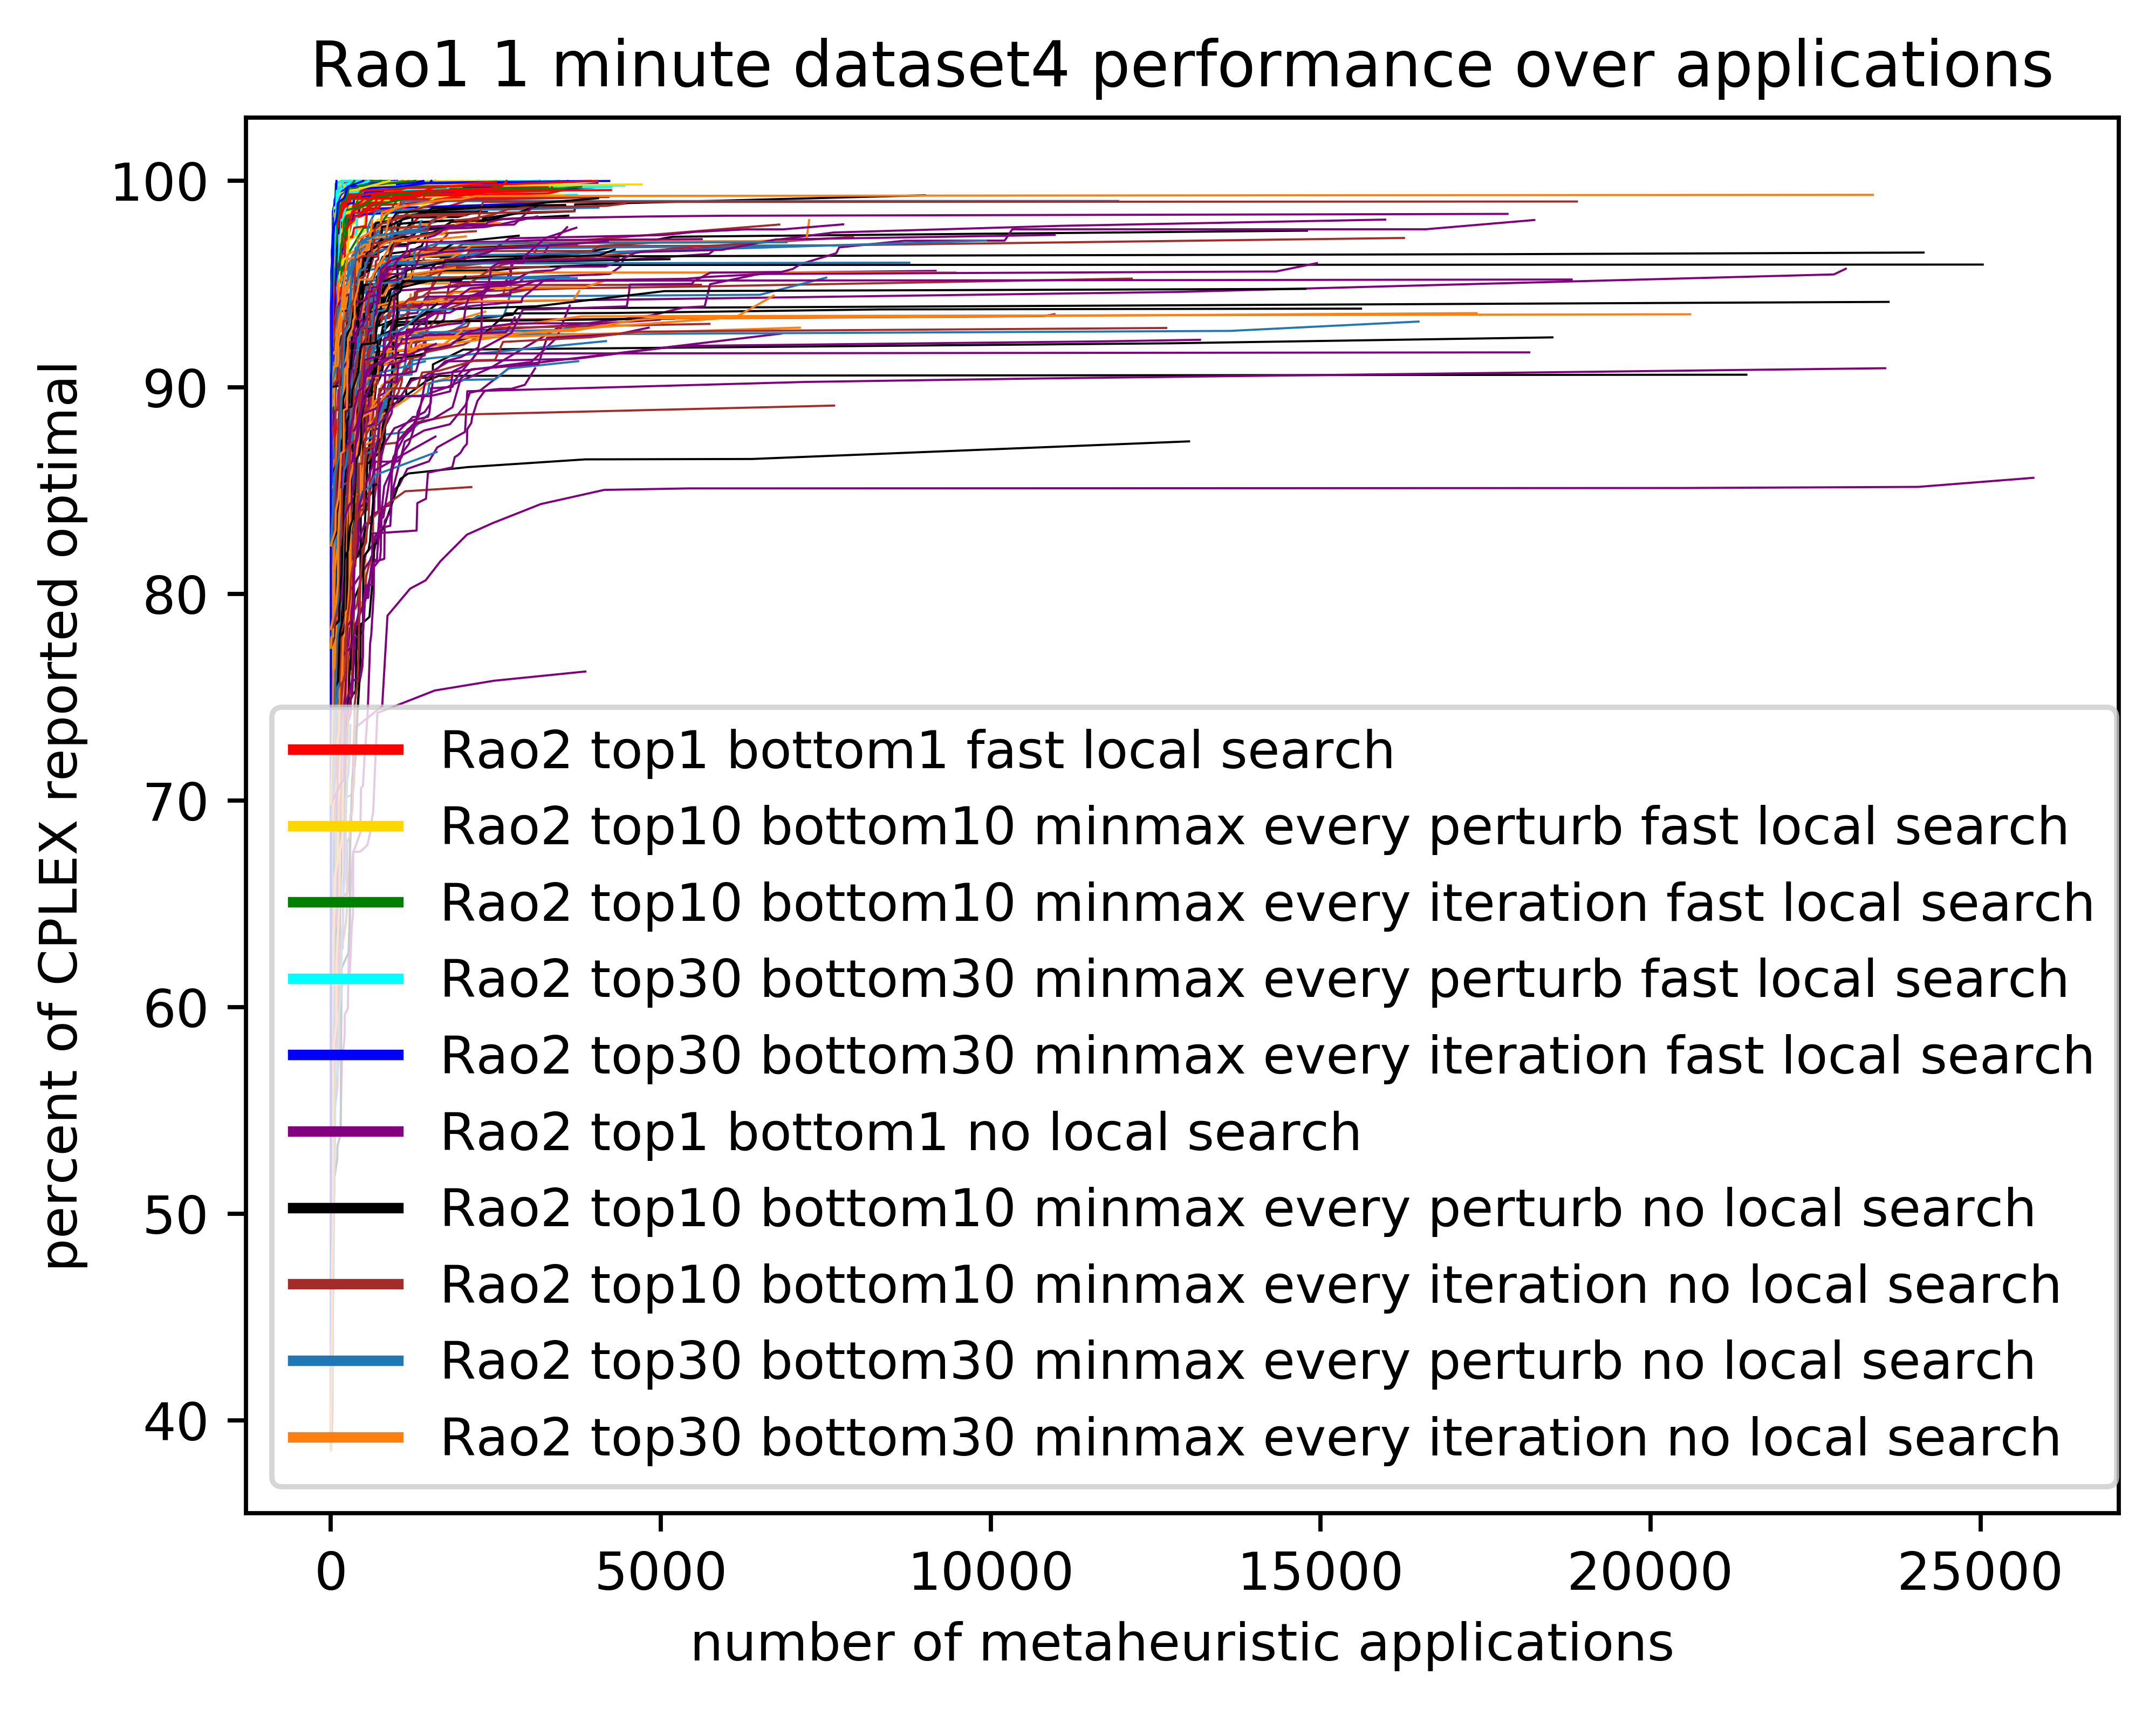 Rao1 1 minute dataset4 performance over applications
percent of CPLEX reported optimal
100
90
80
70
60
50
40
Rao2 top1 bottom1 fast local search
Rao2 top10 bottom10 minmax every perturb fast local search
Rao2 top10 bottom10 minmax every iteration fast local search
Rao2 top30 bottom30 minmax every perturb fast local search
Rao2 top30 bottom30 minmax every iteration fast local search
Rao2 top1 bottom1 no local search
Rao2 top10 bottom10 minmax every perturb no local search
Rao2 top10 bottom10 minmax every iteration no local search
Rao2 top30 bottom30 minmax every perturb no local search
Rao2 top30 bottom30 minmax every iteration no local search
0 5000 10000 15000 20000 25000
number of metaheuristic applications